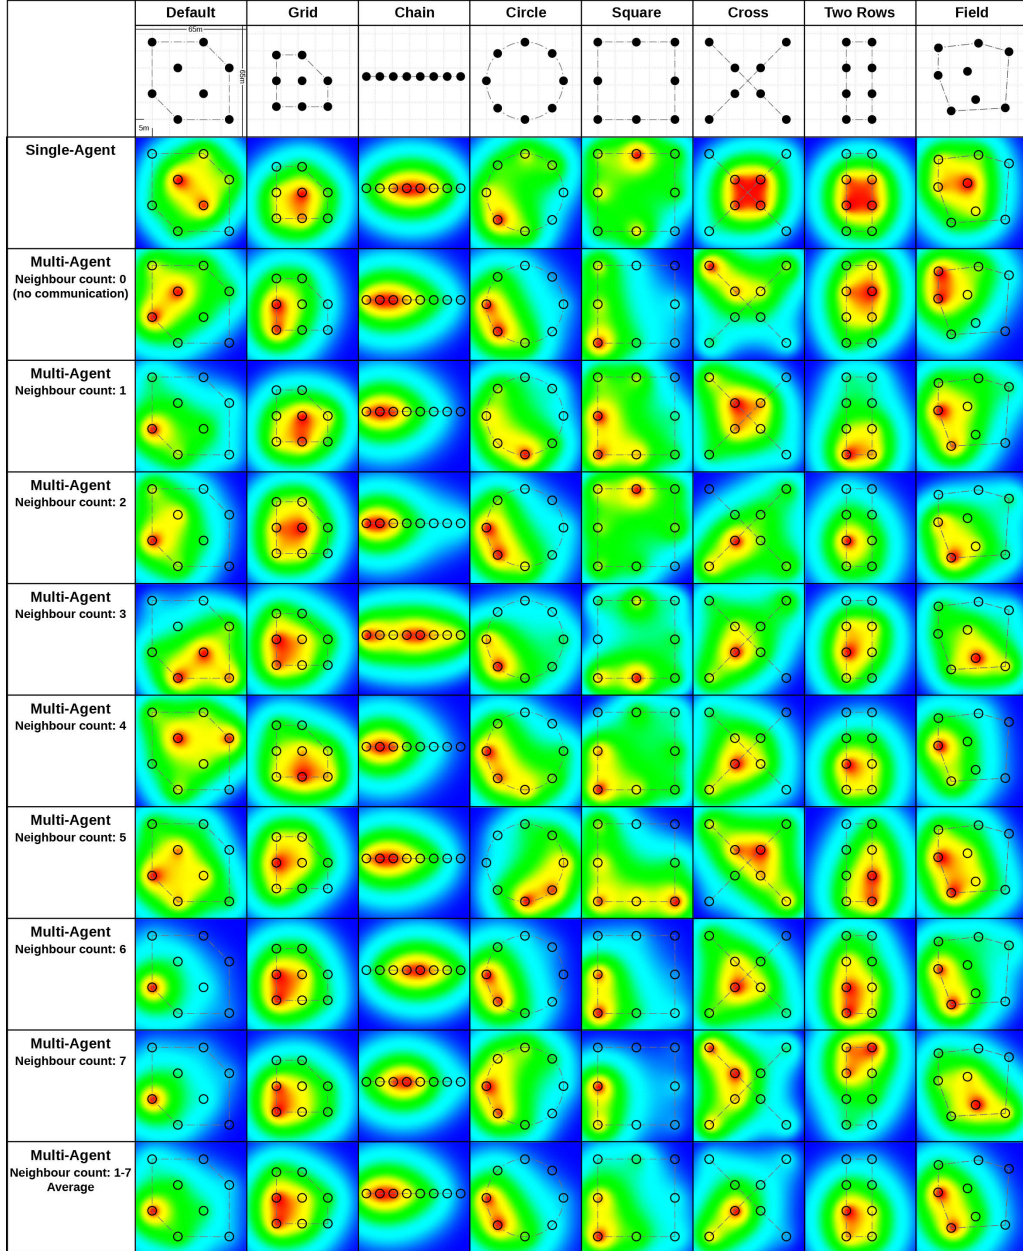 Default Grid Chain Circle Square Cross Two Rows Field
65m
65m
5m
Single-Agent
Multi-Agent
Neighbour count: 0
(no communication)
Multi-Agent
Neighbour count: 1
Multi-Agent
Neighbour count: 2
Multi-Agent
Neighbour count: 3
Multi-Agent
Neighbour count: 4
Multi-Agent
Neighbour count: 5
Multi-Agent
Neighbour count: 6
Multi-Agent
Neighbour count: 7
Multi-Agent
Neighbour count: 1-7
Average